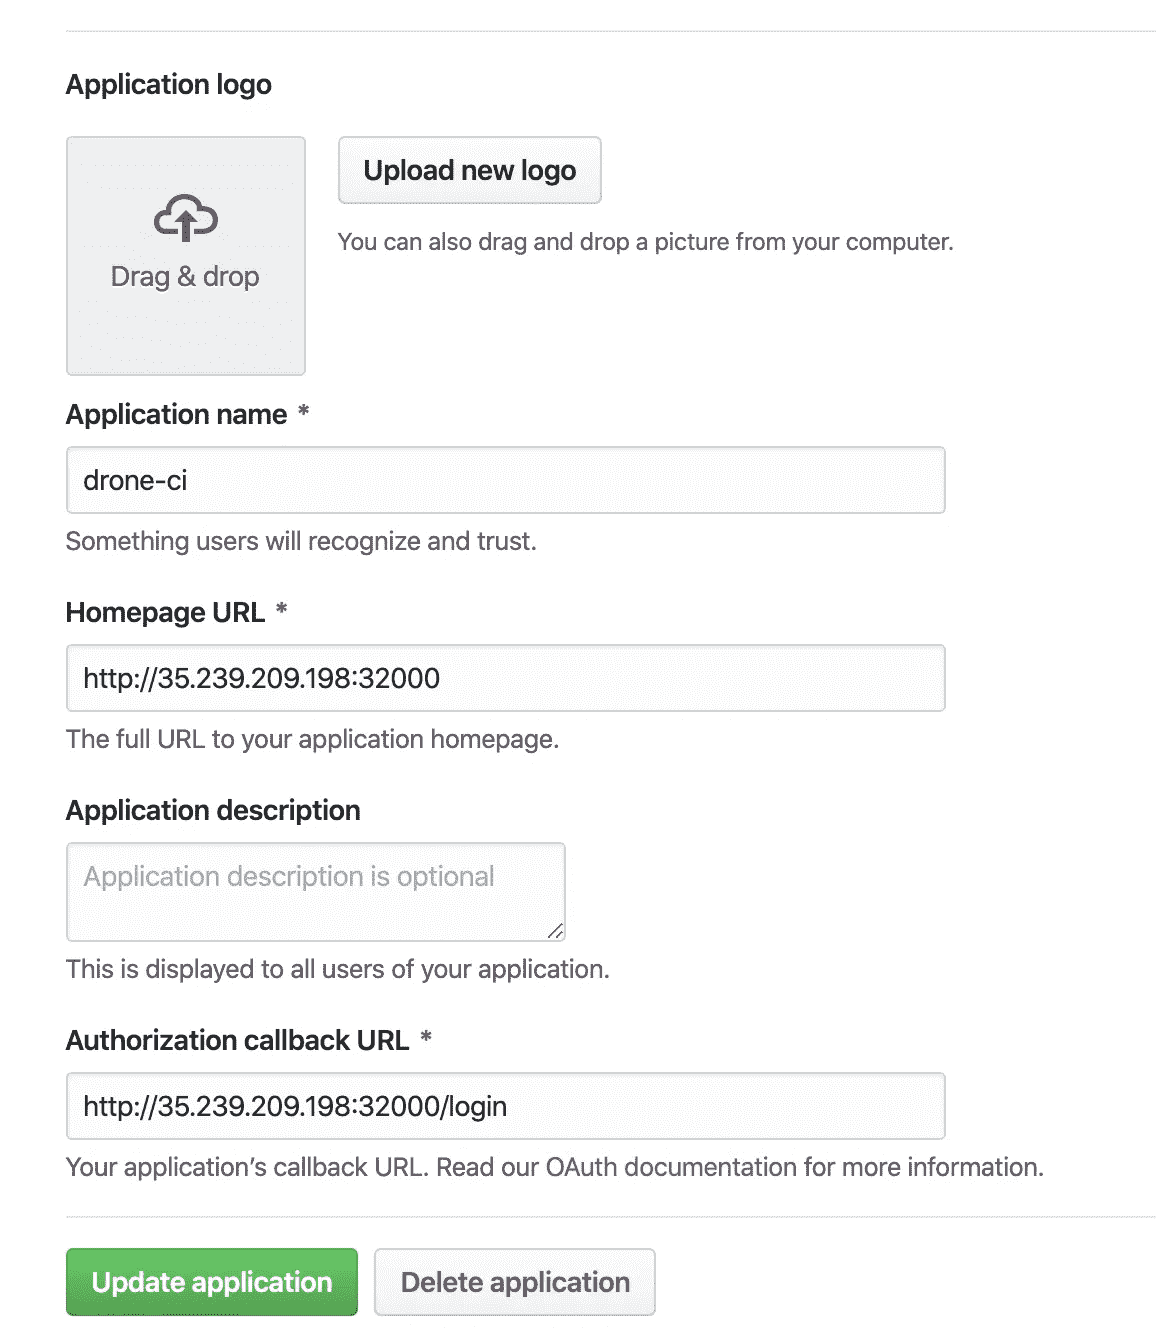 Application logo
Upload new logo
You can also drag and drop a picture from your computer.
Drag & drop
Application name *
drone-ci
Something users will recognize and trust.
Homepage URL *
http://35.239.209.198:32000
The full URL to your application homepage.
Application description
Application description is optional
This is displayed to all users of your application.
Authorization callback URL *
http://35.239.209.198:32000/login
Your application’s callback URL. Read our OAuth documentation for more information.
Update application
Delete application